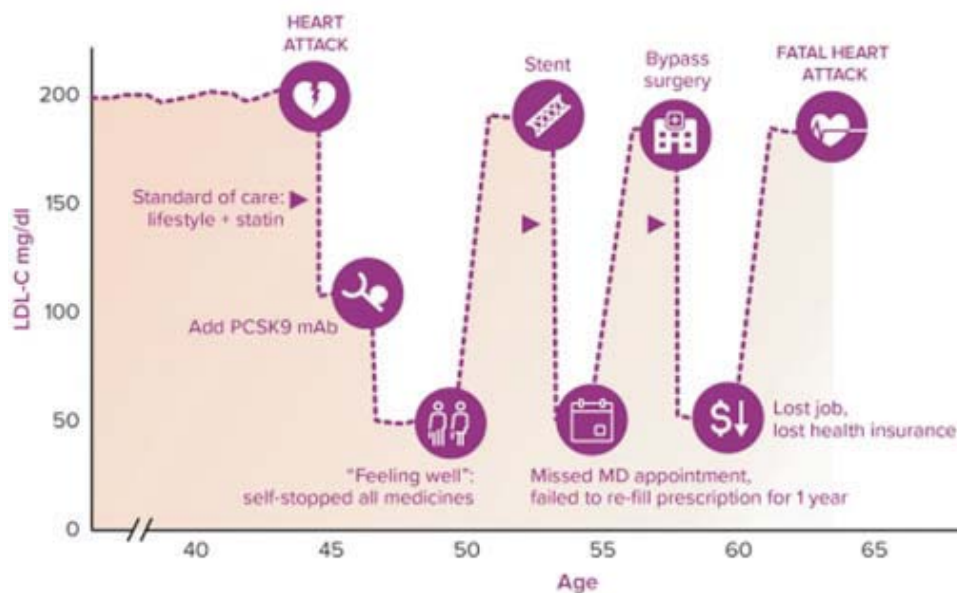 HEART
ATTACK
Stent
Bypass
surgery
FATAL HEART
ATTACK
200
150
100
50
0
LDL-C mg/dl
Standard of care:
lifestyle + statin
Add PCSK9 mAb
"Feeling well":
self-stopped all medicines
Missed MD appointment,
failed to re-fill prescription for 1 year
$
Lost job,
lost health insurance
40
45
50
55
60
65
Age